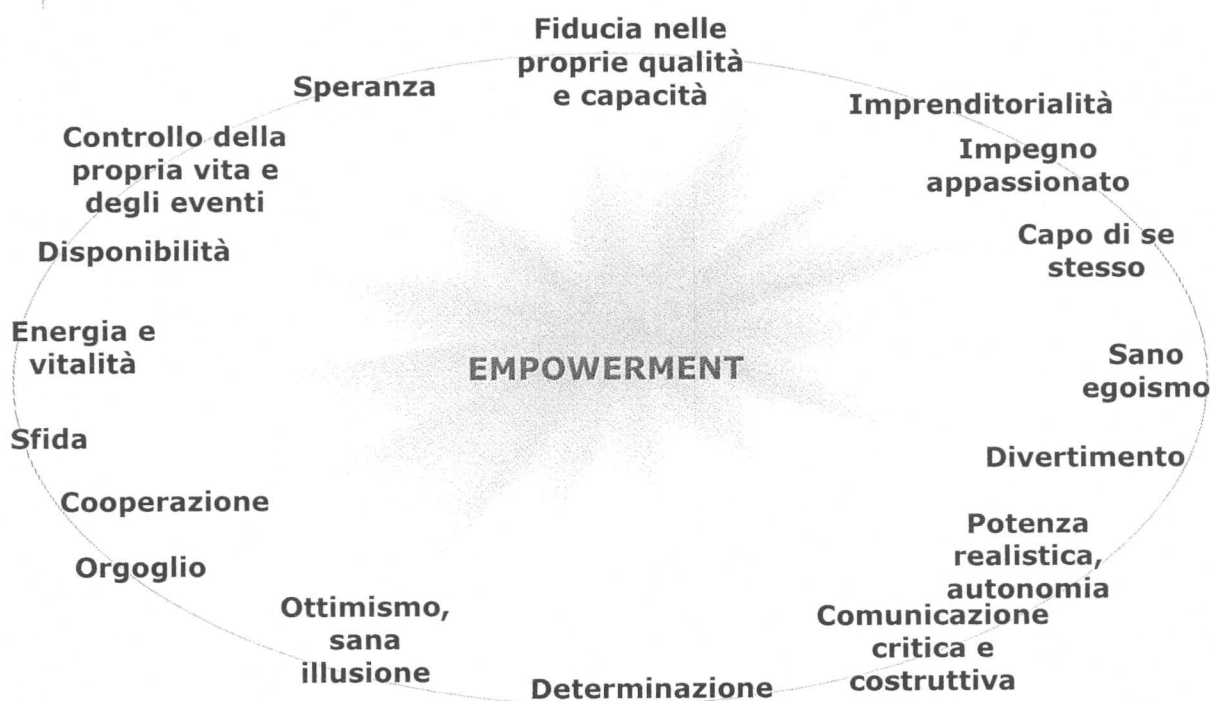 Fiducia nelle
proprie qualità
e capacità
Speranza
Imprenditorialità
Controllo della
propria vita e
degli eventi
Impegno
appassionato
Disponibilità
Capo di se
stesso
Energia e
vitalità
EMPOWERMENT
Sano
egoismo
Sfida
Divertimento
Cooperazione
Potenza
realistica,
autonomia
Orgoglio
Ottimismo,
sana
illusione
Comunicazione
critica e
costruttiva
Determinazione